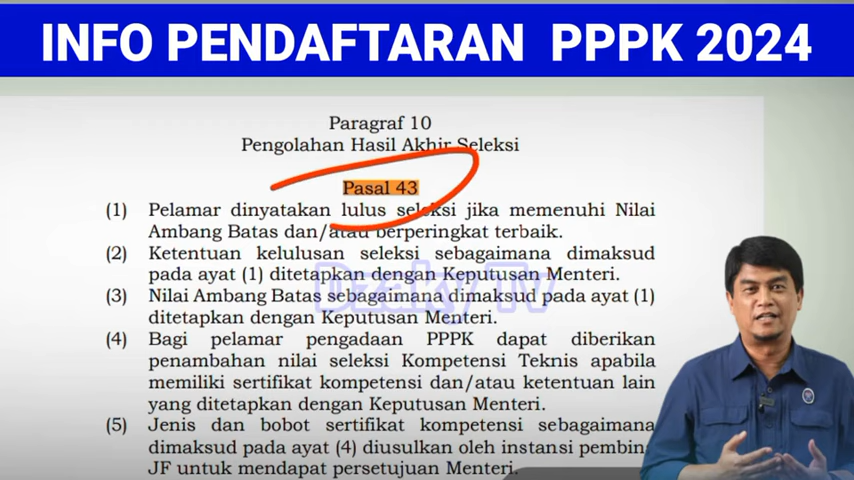 INFO PENDAFTARAN PPPK 2024
Paragraf 10
Pengolahan Hasil Akhir Seleksi
Pasal 43
(1) Pelamar dinyatakan lulus seleksi jika memenuhi Nilai
Ambang Batas dan/atau berperingkat terbaik.
(2) Ketentuan kelulusan seleksi sebagaimana dimaksud
pada ayat (1) ditetapkan dengan Keputusan Menteri.
Dzaky Tv
(3) Nilai Ambang Batas sebagaimana dimaksud pada ayat (1)
ditetapkan dengan Keputusan Menteri.
(4) Bagi pelamar pengadaan PPPK dapat diberikan
penambahan nilai seleksi Kompetensi Teknis apabila
memiliki sertifikat kompetensi dan/atau ketentuan lain
yang ditetapkan dengan Keputusan Menteri.
(5) Jenis dan bobot sertifikat kompetensi sebagaimana
dimaksud pada ayat (4) diusulkan oleh instansi pembin
JF untuk mendapat persetujuan Menteri.